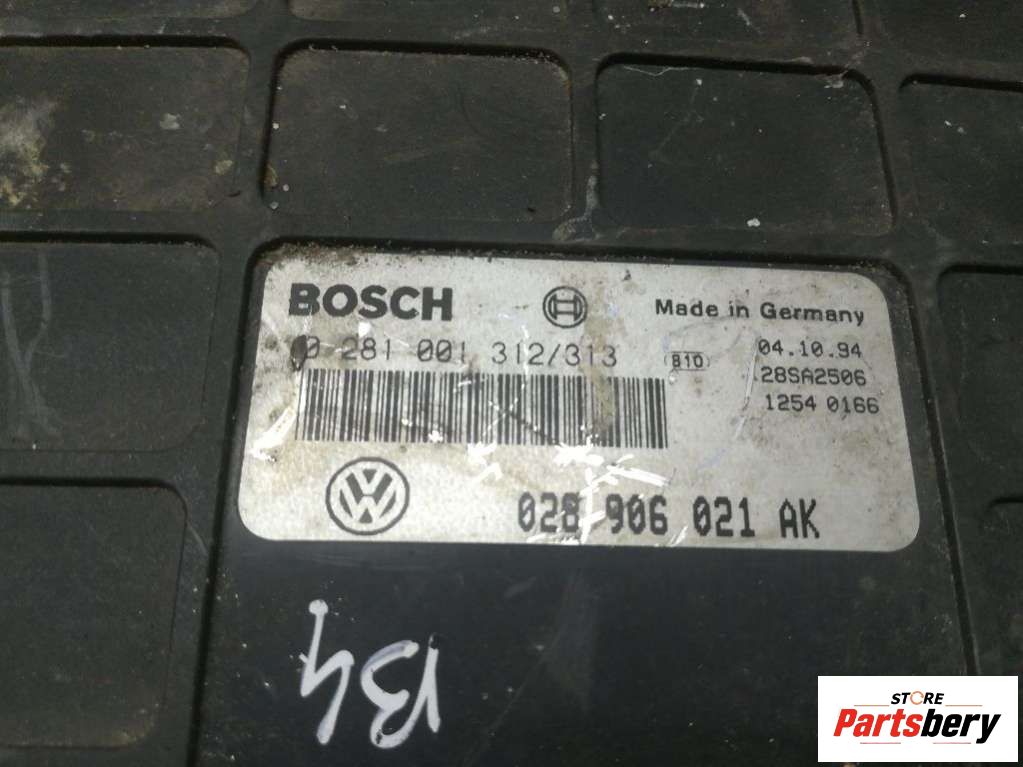 BOSCH
Made in Germany
0 281 001 312/313
B10
04.10.94
28SA2506
1254 0166
VW
028 906 021 AK
STORE
Partsbery